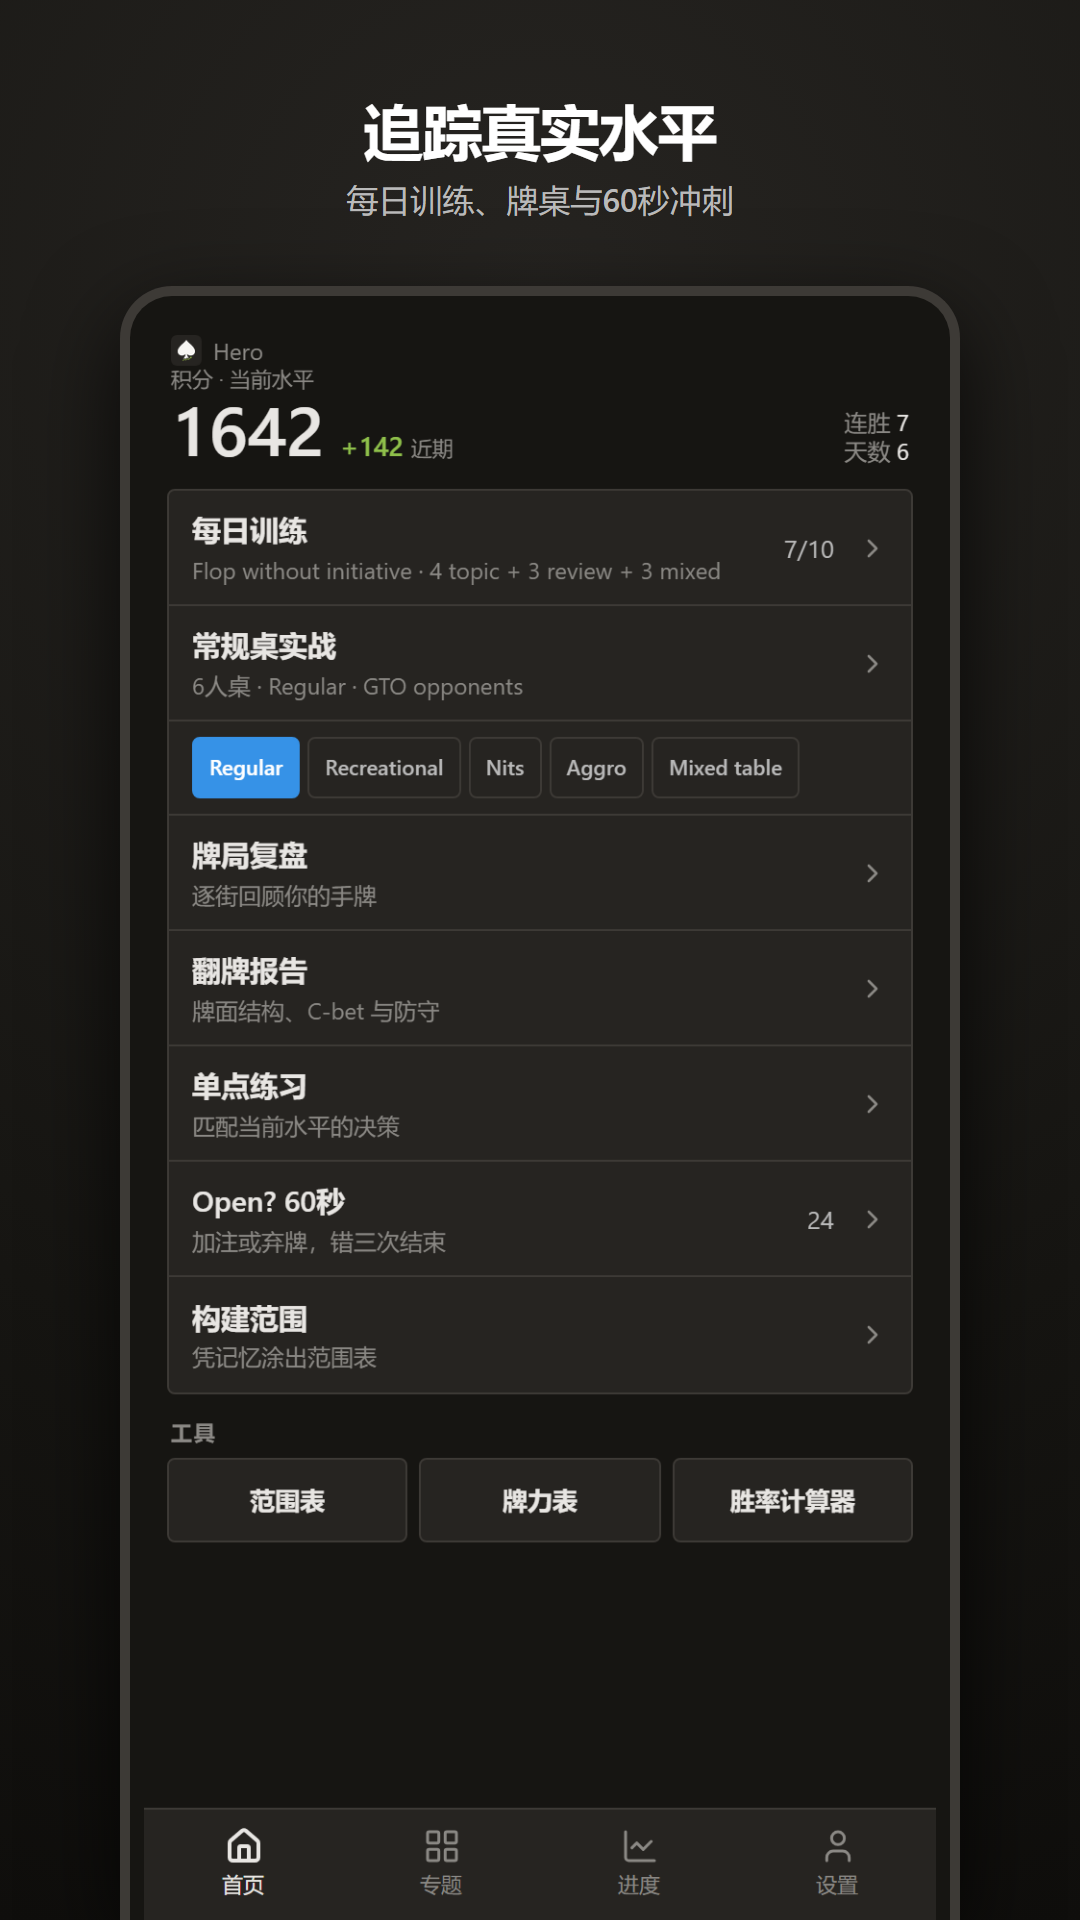 追踪真实水平
每日训练、牌桌与60秒冲刺
Hero
积分 · 当前水平
1642 +142 近期
连胜 7
天数 6
每日训练
Flop without initiative · 4 topic + 3 review + 3 mixed
7/10
常规桌实战
6人桌 · Regular · GTO opponents
Regular Recreational Nits Aggro Mixed table
牌局复盘
逐街回顾你的手牌
翻牌报告
牌面结构、C-bet 与防守
单点练习
匹配当前水平的决策
Open? 60秒
加注或弃牌，错三次结束
24
构建范围
凭记忆涂出范围表
工具
范围表 牌力表 胜率计算器
首页 专题 进度 设置